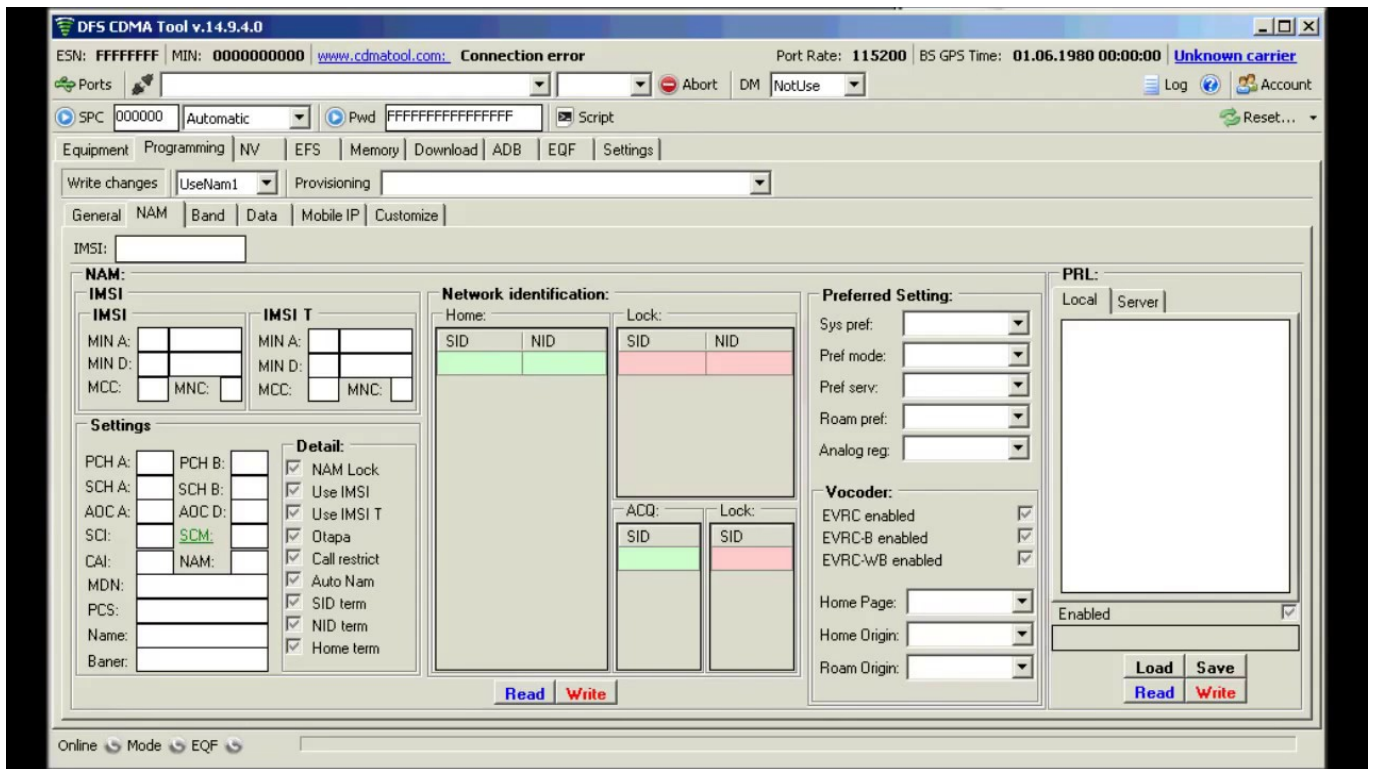 DFS CDMA Tool v.14.9.4.0
ESN: FFFFFFFF MIN: 0000000000 www.cdmatool.com: Connection error Port Rate: 115200 BS GPS Time: 01.06.1980 00:00:00 Unknown carrier
Ports Abort DM NotUse Log Account
SPC 000000 Automatic Pwd FFFFFFFFFFFFFFFF Script Reset...
Equipment Programming NV EFS Memory Download ADB EQF Settings
Write changes UseNam1 Provisioning
General NAM Band Data Mobile IP Customize
IMSI:
NAM:
IMSI
IMSI
MIN A:
MIN D:
MCC: MNC:
IMSI T
MIN A:
MIN D:
MCC: MNC:
Settings
PCH A: PCH B:
SCH A: SCH B:
AOC A: AOC D:
SCI: SCM:
CAI: NAM:
MDN:
PCS:
Name:
Baner:
Detail:
NAM Lock
Use IMSI
Use IMSI T
Otapa
Call restrict
Auto Nam
SID term
NID term
Home term
Network identification:
Home:
SID NID
Lock:
SID NID
ACQ:
SID
Lock:
SID
Read Write
Preferred Setting:
Sys pref:
Pref mode:
Pref serv:
Roam pref:
Analog reg:
Vocoder:
EVRC enabled
EVRC-B enabled
EVRC-WB enabled
Home Page:
Home Origin:
Roam Origin:
PRL:
Local Server
Enabled
Load Save
Read Write
Online Mode EQF